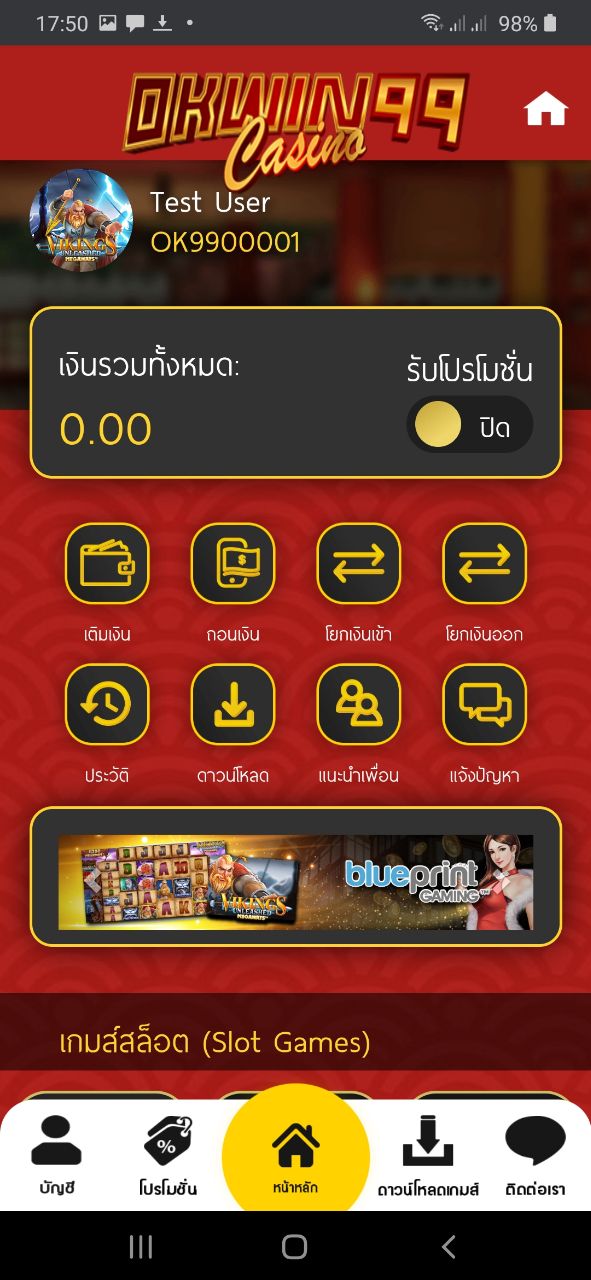 17:50
98%
OKWIN99
Casino
Test User
OK9900001
VIKINGS
UNLEASHED
MEGAWAYS
เงินรวมทั้งหมด:
รับโปรโมชั่น
0.00
ปิด
เติมเงิน
ถอนเงิน
โยกเงินเข้า
โยกเงินออก
ประวัติ
ดาวน์โหลด
แนะนำเพื่อน
แจ้งปัญหา
VIKINGS
UNLEASHED
MEGAWAYS
blueprint
GAMING™
เกมส์สล็อต (Slot Games)
บัญชี
โปรโมชั่น
หน้าหลัก
ดาวน์โหลดเกมส์
ติดต่อเรา